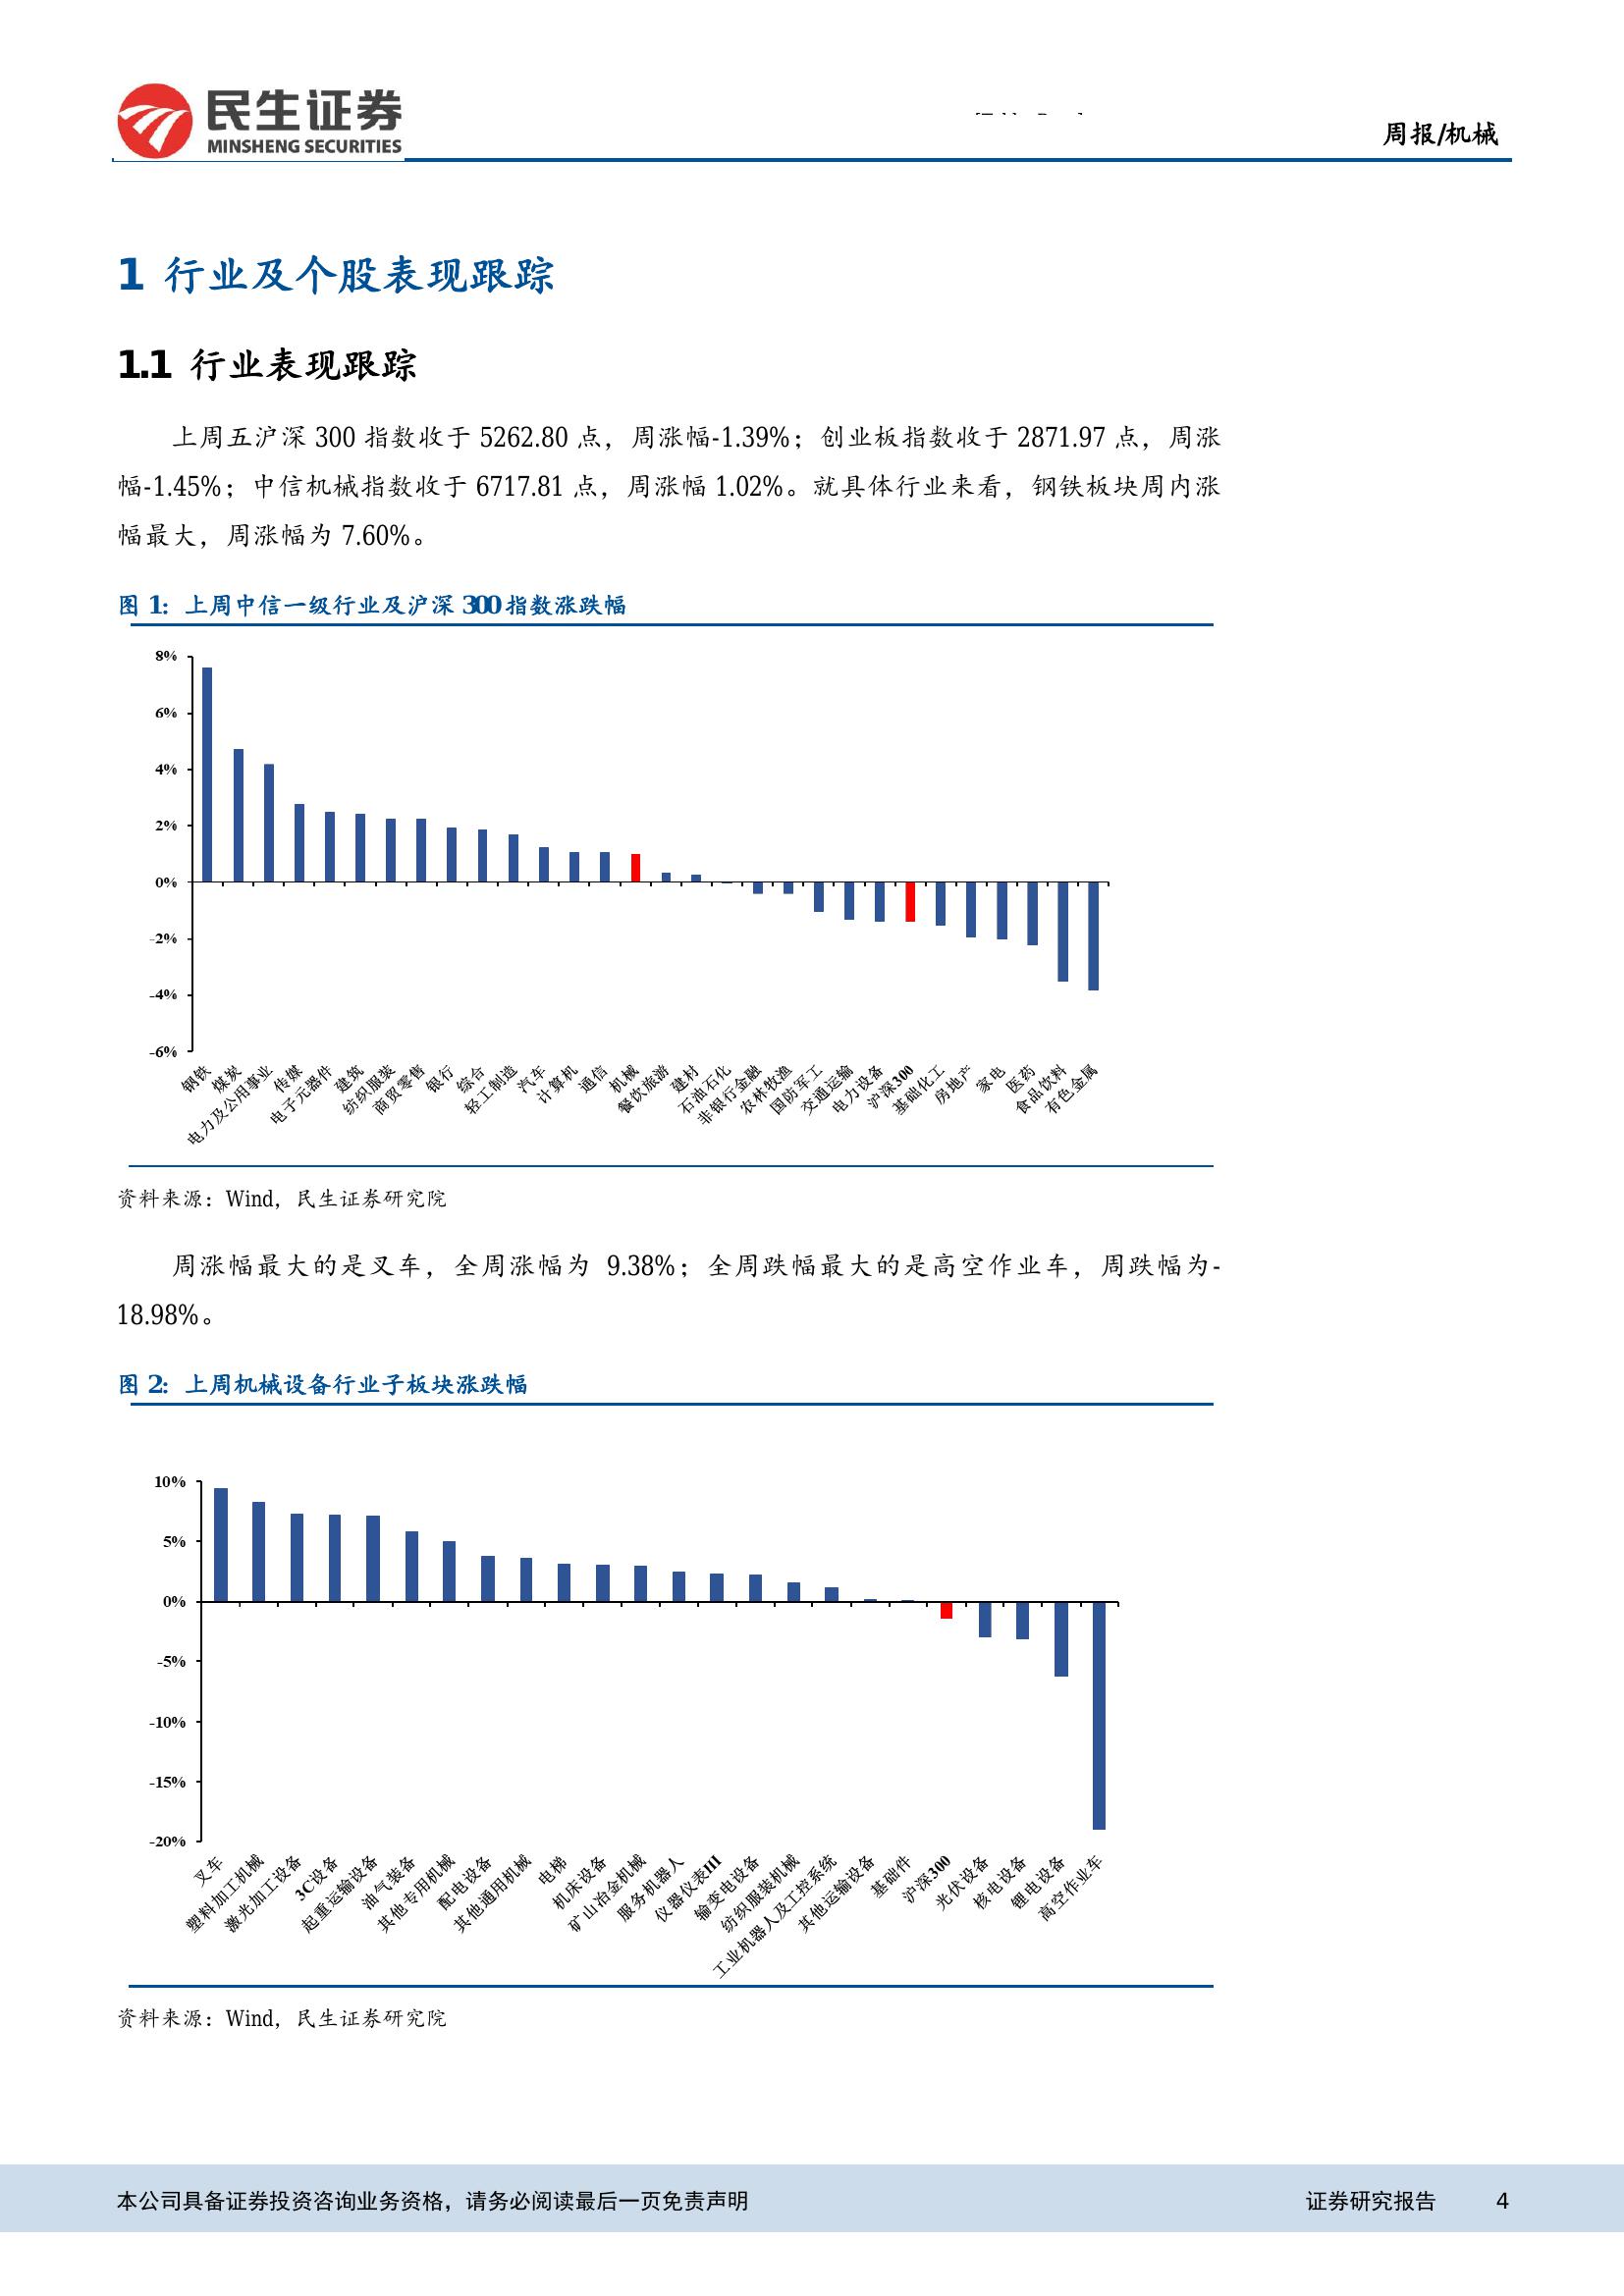 民生证券
MINSHENG SECURITIES
周报/机械
1 行业及个股表现跟踪
1.1 行业表现跟踪
上周五沪深 300 指数收于 5262.80 点，周涨幅-1.39%；创业板指数收于 2871.97 点，周涨
幅-1.45%；中信机械指数收于 6717.81 点，周涨幅 1.02%。就具体行业来看，钢铁板块周内涨
幅最大，周涨幅为 7.60%。
图 1：上周中信一级行业及沪深 300 指数涨跌幅
8%
6%
4%
2%
0%
-2%
-4%
-6%
钢铁
煤炭
电力及公用事业
传媒
电子元器件
建筑
纺织服装
商贸零售
银行
综合
轻工制造
汽车
计算机
通信
机械
餐饮旅游
建材
石油石化
非银行金融
农林牧渔
国防军工
交通运输
电力设备
沪深300
基础化工
房地产
家电
医药
食品饮料
有色金属
资料来源：Wind，民生证券研究院
周涨幅最大的是叉车，全周涨幅为 9.38%；全周跌幅最大的是高空作业车，周跌幅为-
18.98%。
图 2：上周机械设备行业子板块涨跌幅
10%
5%
0%
-5%
-10%
-15%
-20%
叉车
塑料加工机械
激光加工设备
3C设备
起重运输设备
油气装备
其他专用机械
配电设备
其他通用机械
电梯
机床设备
矿山冶金机械
服务机器人
仪器仪表III
输变电设备
纺织服装机械
工业机器人及工控系统
其他运输设备
基础件
沪深300
光伏设备
核电设备
锂电设备
高空作业车
资料来源：Wind，民生证券研究院
本公司具备证券投资咨询业务资格，请务必阅读最后一页免责声明
证券研究报告 4